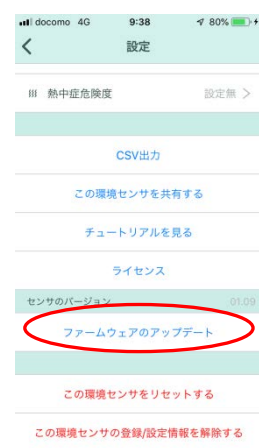 docomo 4G 9:38 80%
設定
熱中症危険度 設定無 >
CSV出力
この環境センサを共有する
チュートリアルを見る
ライセンス
センサのバージョン 01.09
ファームウェアのアップデート
この環境センサをリセットする
この環境センサの登録/設定情報を解除する